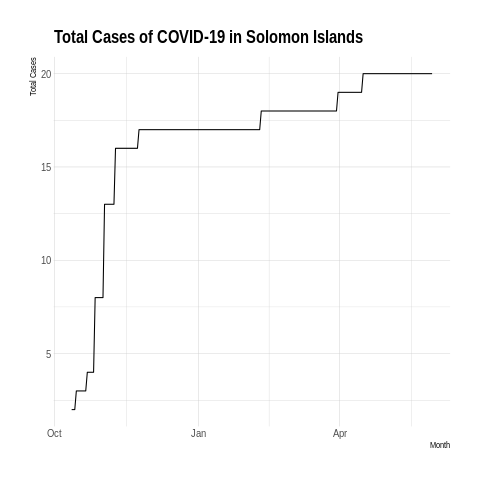 Total Cases of COVID-19 in Solomon Islands
Total Cases
20
15
10
5
Oct
Jan
Apr
Month